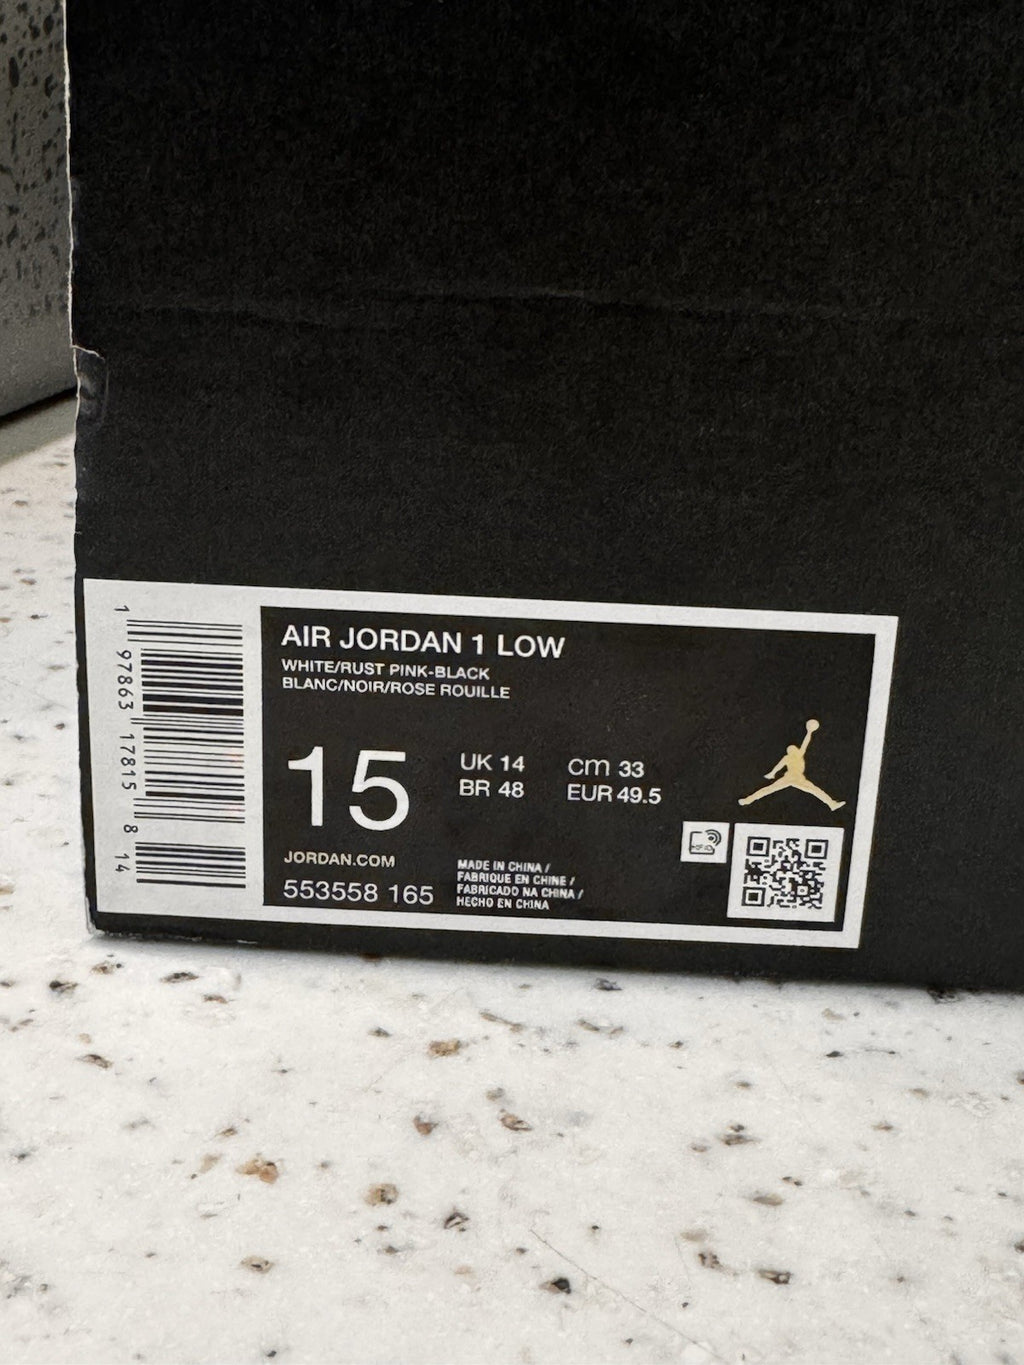 1 97863 17815 8 14
AIR JORDAN 1 LOW
WHITE/RUST PINK-BLACK
BLANC/NOIR/ROSE ROUILLE
15
UK 14 cm 33
BR 48 EUR 49.5
JORDAN.COM
553558 165
MADE IN CHINA /
FABRIQUE EN CHINE /
FABRICADO NA CHINA /
HECHO EN CHINA